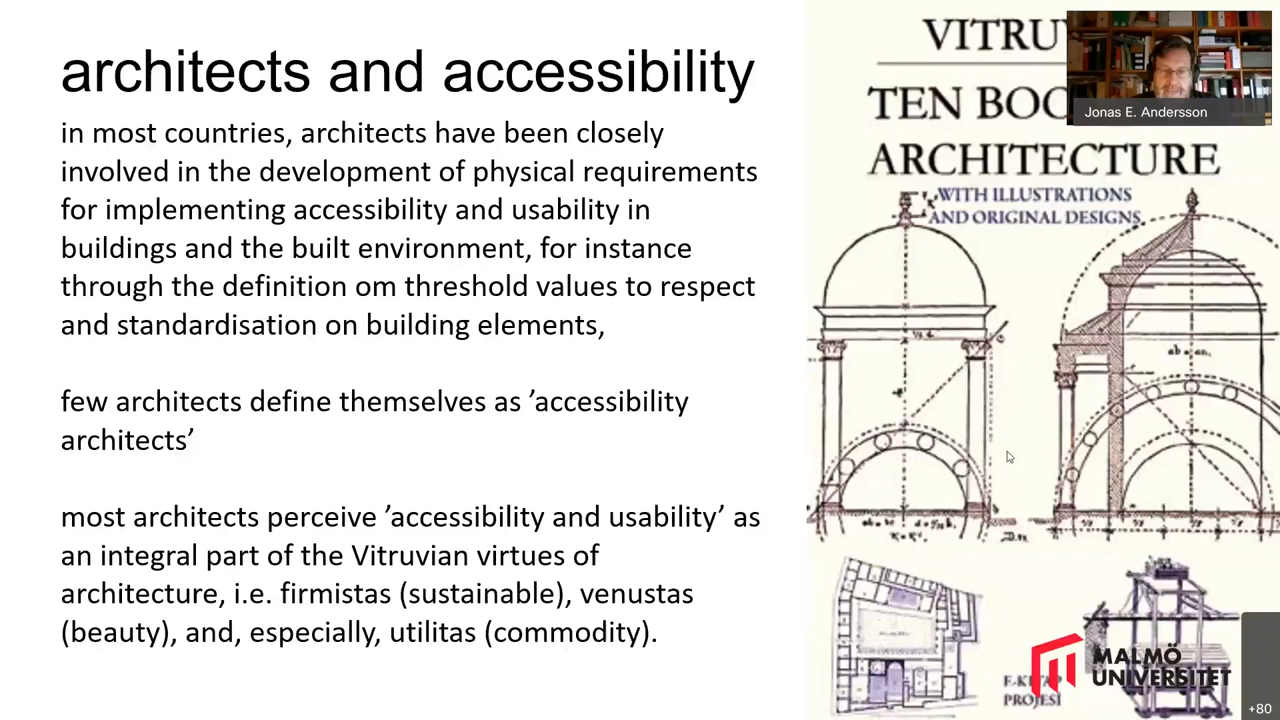 architects and accessibility
in most countries, architects have been closely
involved in the development of physical requirements
for implementing accessibility and usability in
buildings and the built environment, for instance
through the definition om threshold values to respect
and standardisation on building elements,
few architects define themselves as ’accessibility
architects’
most architects perceive ’accessibility and usability’ as
an integral part of the Vitruvian virtues of
architecture, i.e. firmistas (sustainable), venustas
(beauty), and, especially, utilitas (commodity).
VITRU
TEN BOO
ARCHITECTURE
WITH ILLUSTRATIONS
AND ORIGINAL DESIGNS
Jonas E. Andersson
E-KITAP
PROJESİ
MALMÖ
UNIVERSITET
+80